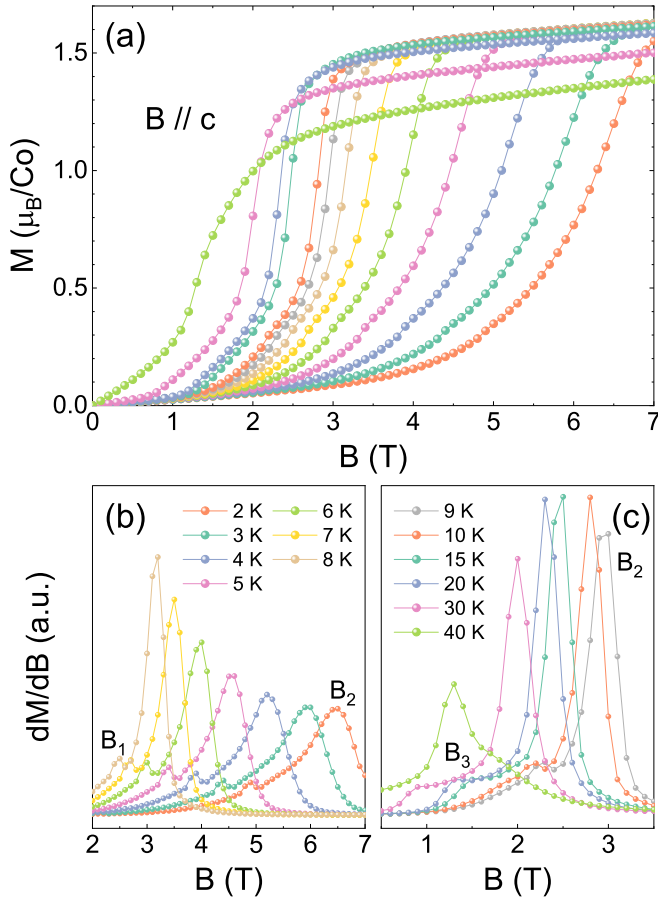 (a)
B // c
M (μ_B/Co)
1.5
1.0
0.5
0.0
0 1 2 3 4 5 6 7
B (T)
(b)
2 K 6 K
3 K 7 K
4 K 8 K
5 K
B₁
B₂
dM/dB (a.u.)
2 3 4 5 6 7
B (T)
(c)
9 K
10 K
15 K
20 K
30 K
40 K
B₂
B₃
1 2 3
B (T)